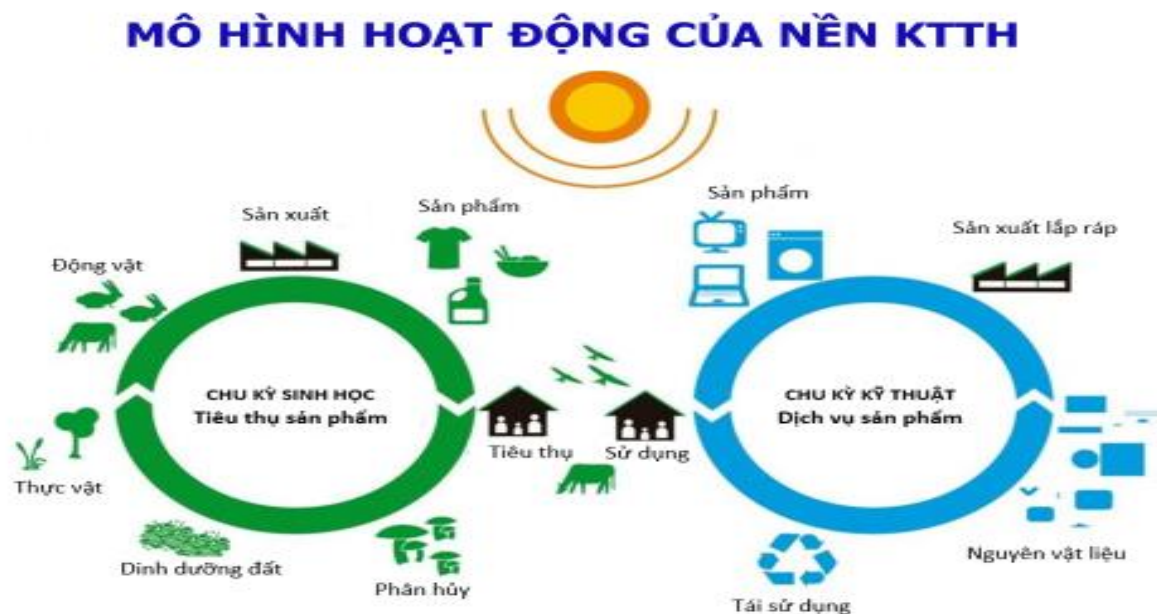 MÔ HÌNH HOẠT ĐỘNG CỦA NỀN KTTH
Sản xuất
Sản phẩm
Động vật
CHU KỲ SINH HỌC
Tiêu thụ sản phẩm
Tiêu thụ
Thực vật
Dinh dưỡng đất
Phân hủy
Sản phẩm
Sản xuất lắp ráp
CHU KỲ KỸ THUẬT
Dịch vụ sản phẩm
Sử dụng
Nguyên vật liệu
Tái sử dụng